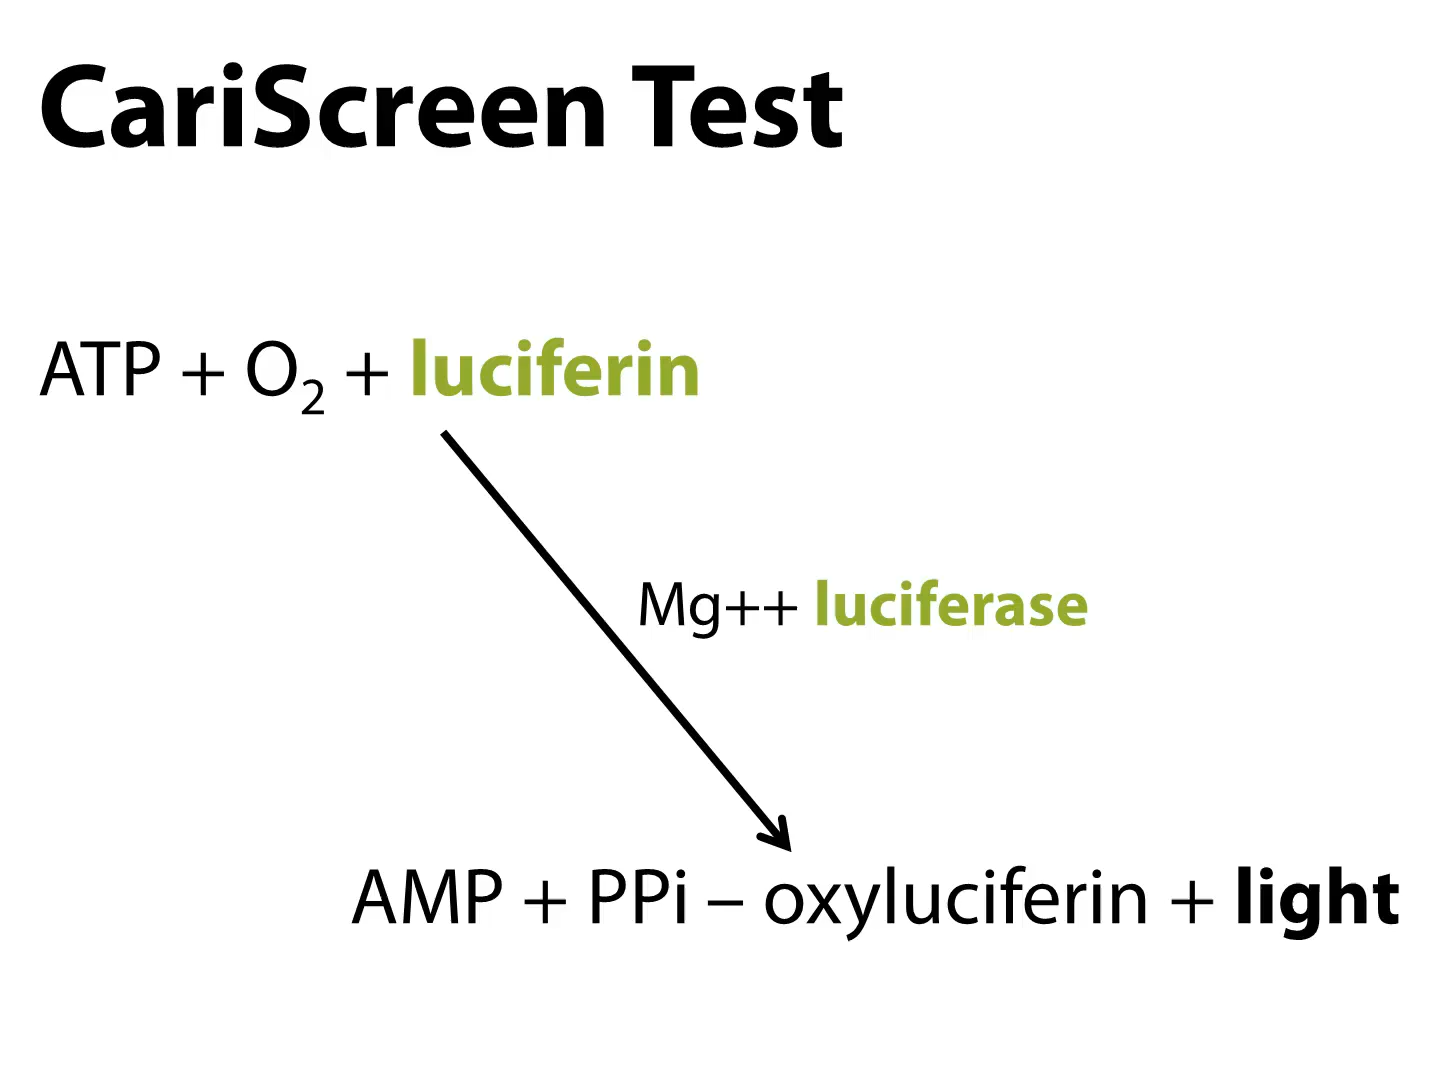 CariScreen Test
ATP + O₂ + luciferin
Mg++ luciferase
AMP + PPi – oxyluciferin + light